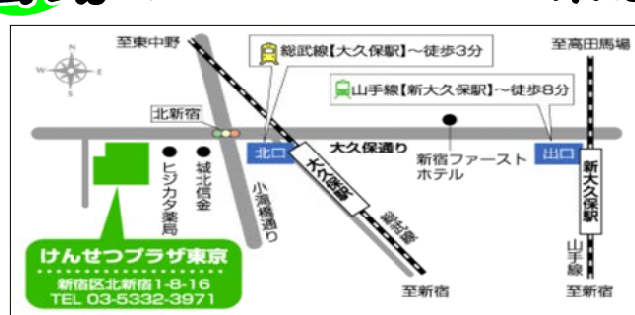 至東中野
総武線【大久保駅】～徒歩3分
至高田馬場
N
W
E
S
山手線【新大久保駅】～徒歩8分
北新宿
大久保通り
北口
出口
新宿ファースト
ホテル
大久保駅
新大久保駅
ヒジカタ薬局
城北信金
小滝橋通り
総武線
山手線
けんせつプラザ東京
新宿区北新宿1-8-16
TEL 03-5332-3971
至新宿
至新宿